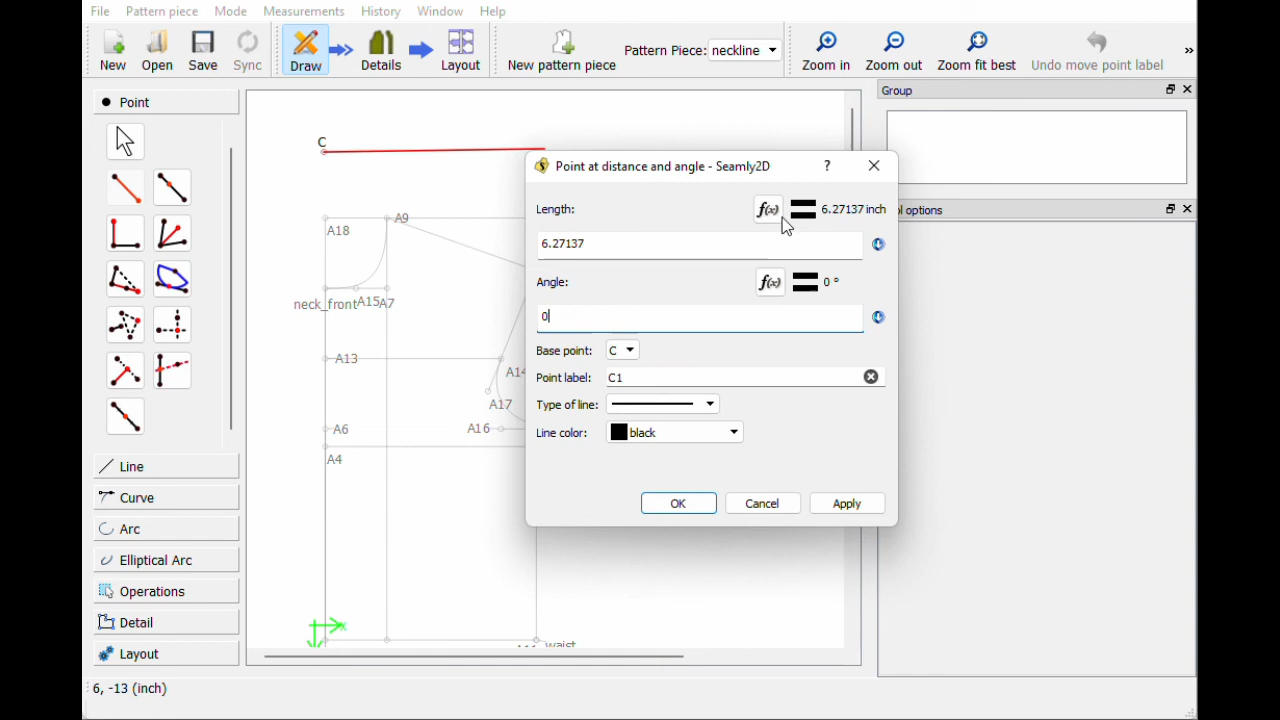 File Pattern piece Mode Measurements History Window Help
New Open Save Sync Draw Details Layout New pattern piece Pattern Piece: neckline Zoom in Zoom out Zoom fit best Undo move point label »
Point
Group
C
Point at distance and angle - Seamly2D ?
Length: f(x) 6.27137 inch
ol options
6.27137
A9
A18
Angle: f(x) 0 °
neck_front A15 A7
0
Base point: C
A13
A14
Point label: C1
A17
Type of line:
A6
A16
Line color: black
A4
Line
Curve
OK Cancel Apply
Arc
Elliptical Arc
Operations
Detail
x
waist
Layout
6, -13 (inch)